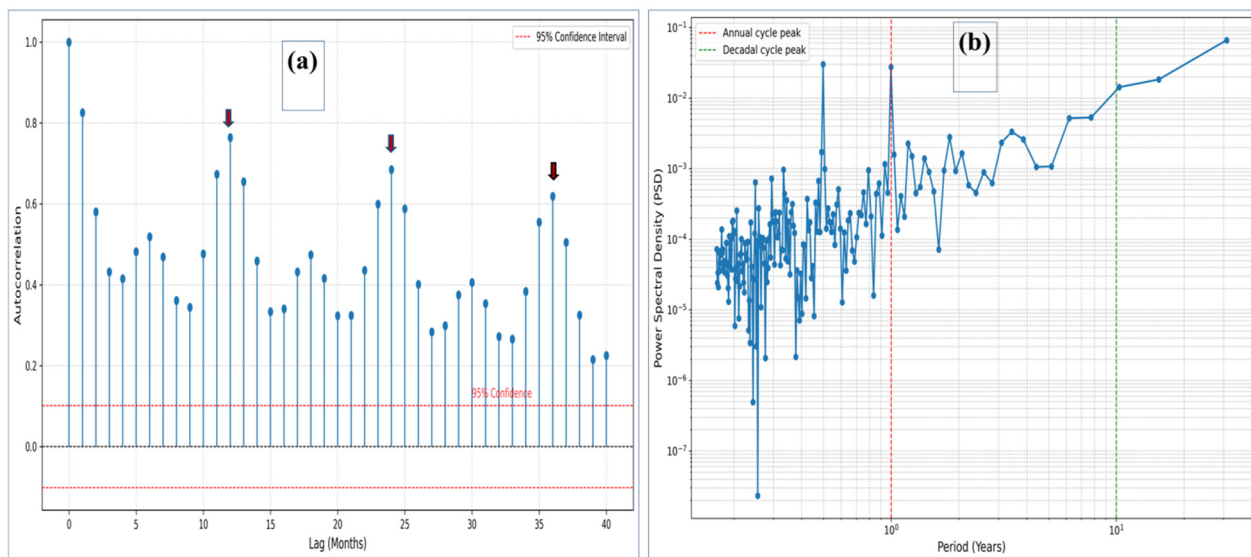 (a)
95% Confidence Interval
1.0
0.8
0.6
0.4
0.2
0.0
Autocorrelation
95% Confidence
0 5 10 15 20 25 30 35 40
Lag (Months)
(b)
Annual cycle peak
Decadal cycle peak
10⁻¹
10⁻²
10⁻³
10⁻⁴
10⁻⁵
10⁻⁶
10⁻⁷
Power Spectral Density (PSD)
10⁰ 10¹
Period (Years)